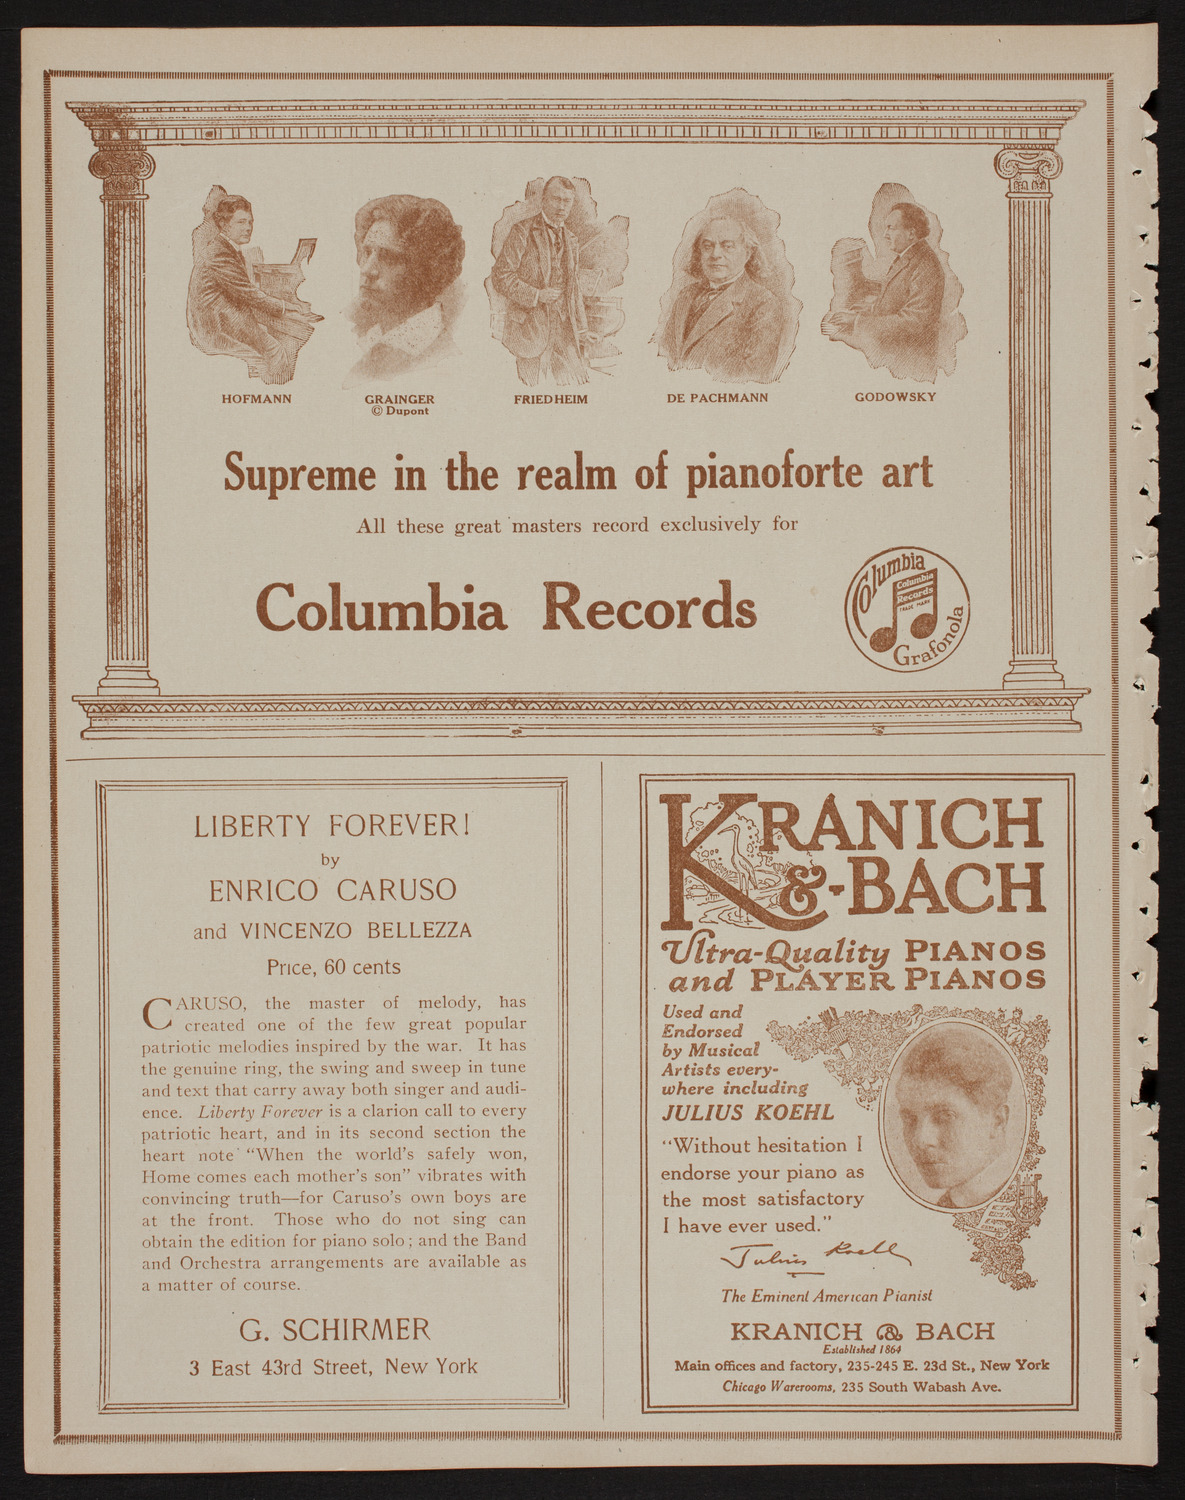 HOFMANN
GRAINGER
© Dupont
FRIEDHEIM
DE PACHMANN
GODOWSKY
Supreme in the realm of pianoforte art
All these great masters record exclusively for
Columbia Records
Columbia
Columbia
Records
TRADE MARK
Grafonola
LIBERTY FOREVER!
by
ENRICO CARUSO
and VINCENZO BELLEZZA
Price, 60 cents
CARUSO, the master of melody, has
created one of the few great popular
patriotic melodies inspired by the war. It has
the genuine ring, the swing and sweep in tune
and text that carry away both singer and audi-
ence. Liberty Forever is a clarion call to every
patriotic heart, and in its second section the
heart note "When the world's safely won,
Home comes each mother's son" vibrates with
convincing truth—for Caruso's own boys are
at the front. Those who do not sing can
obtain the edition for piano solo; and the Band
and Orchestra arrangements are available as
a matter of course.
G. SCHIRMER
3 East 43rd Street, New York
KRANICH
&-BACH
Ultra-Quality PIANOS
and PLAYER PIANOS
Used and
Endorsed
by Musical
Artists every-
where including
JULIUS KOEHL
"Without hesitation I
endorse your piano as
the most satisfactory
I have ever used."
Julius Koehl
The Eminent American Pianist
KRANICH & BACH
Established 1864
Main offices and factory, 235-245 E. 23d St., New York
Chicago Warerooms, 235 South Wabash Ave.